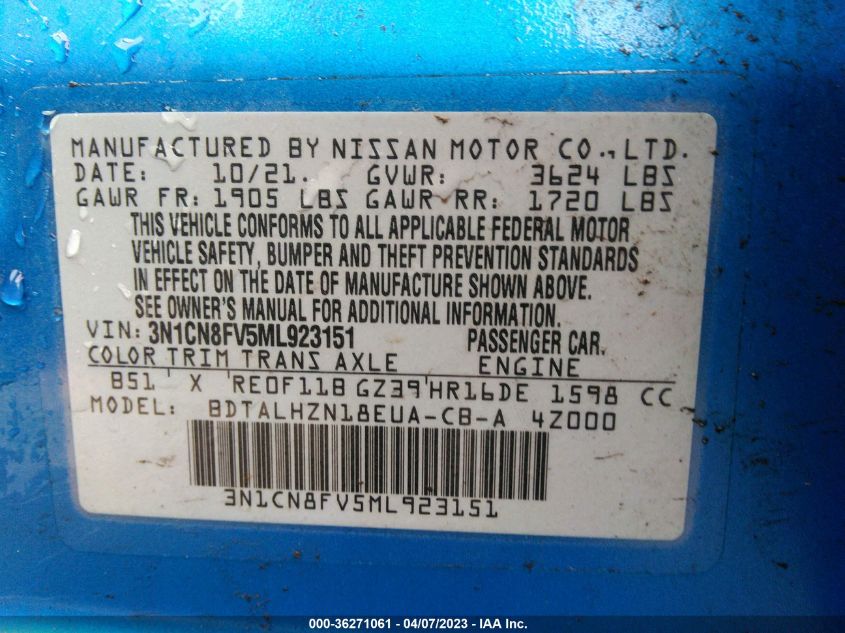 MANUFACTURED BY NISSAN MOTOR CO., LTD.
DATE: 10/21. GVWR: 3624 LBS
GAWR FR: 1905 LBS GAWR RR: 1720 LBS
THIS VEHICLE CONFORMS TO ALL APPLICABLE FEDERAL MOTOR
VEHICLE SAFETY, BUMPER AND THEFT PREVENTION STANDARDS
IN EFFECT ON THE DATE OF MANUFACTURE SHOWN ABOVE.
SEE OWNER'S MANUAL FOR ADDITIONAL INFORMATION.
VIN: 3N1CN8FV5ML923151 PASSENGER CAR.
COLOR TRIM TRANS AXLE ENGINE
B51 X RE0F11B GZ39 HR16DE 1598 CC
MODEL: BDTALHZN18EUA-CB-A 4Z000
3N1CN8FV5ML923151
000-36271061 - 04/07/2023 - IAA Inc.